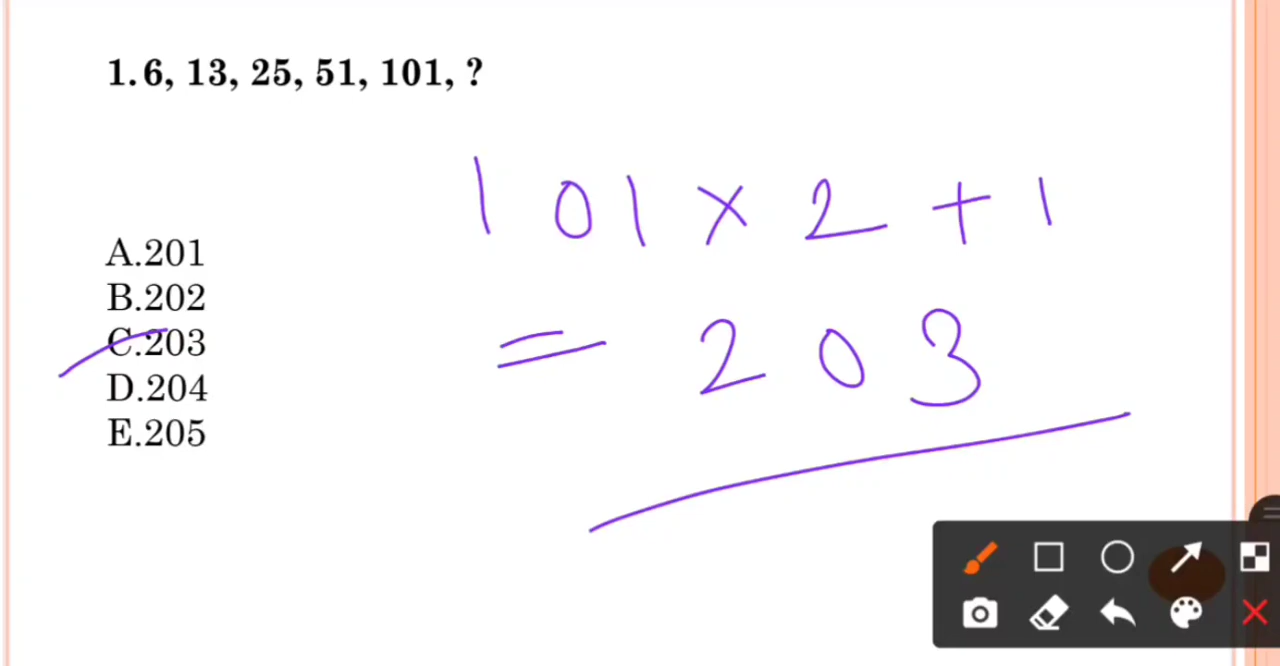 1. 6, 13, 25, 51, 101, ?
101 × 2 + 1
= 203
A.201
B.202
C.203
D.204
E.205